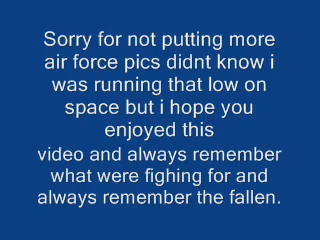 Sorry for not putting more
air force pics didnt know i
was running that low on
space but i hope you
enjoyed this
video and always remember
what were fighing for and
always remember the fallen.